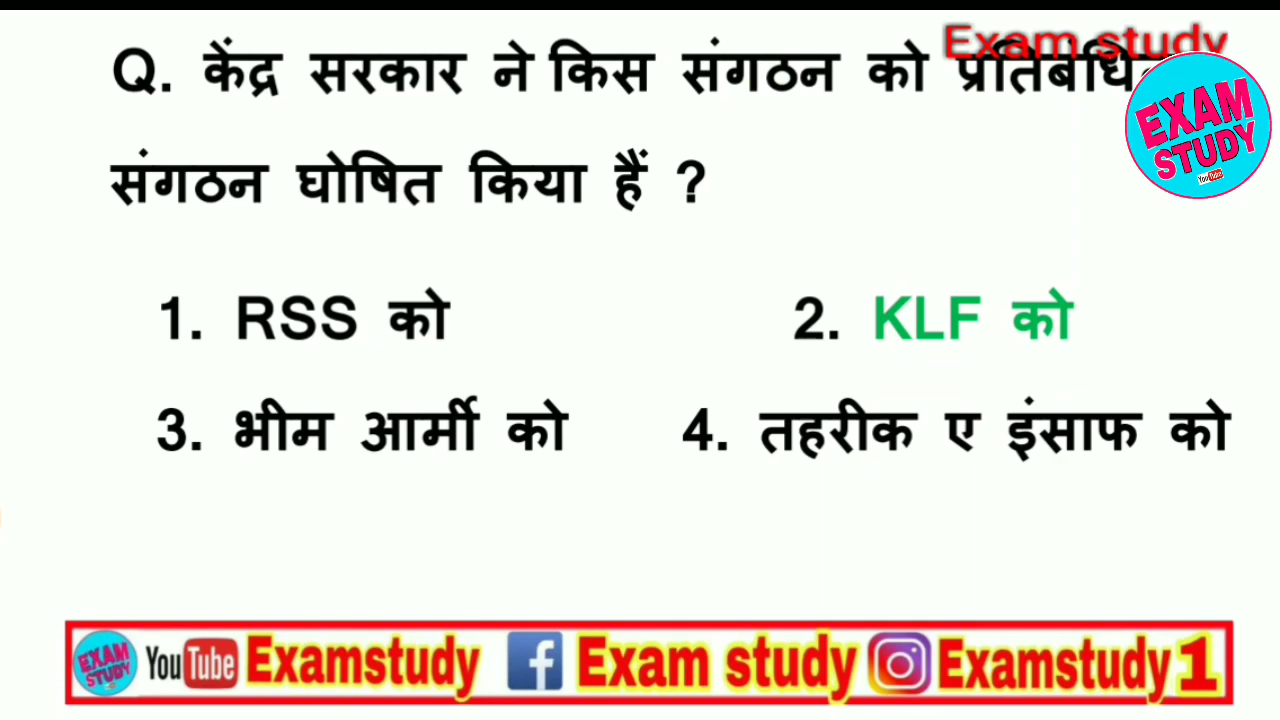 Exam study
Q. केंद्र सरकार ने किस संगठन को
EXAM
STUDY
YouTube
संगठन घोषित किया हैं ?
1. RSS को 2. KLF को
3. भीम आर्मी को 4. तहरीक ए इंसाफ को
EXAM STUDY YouTube Examstudy f Exam study Examstudy1